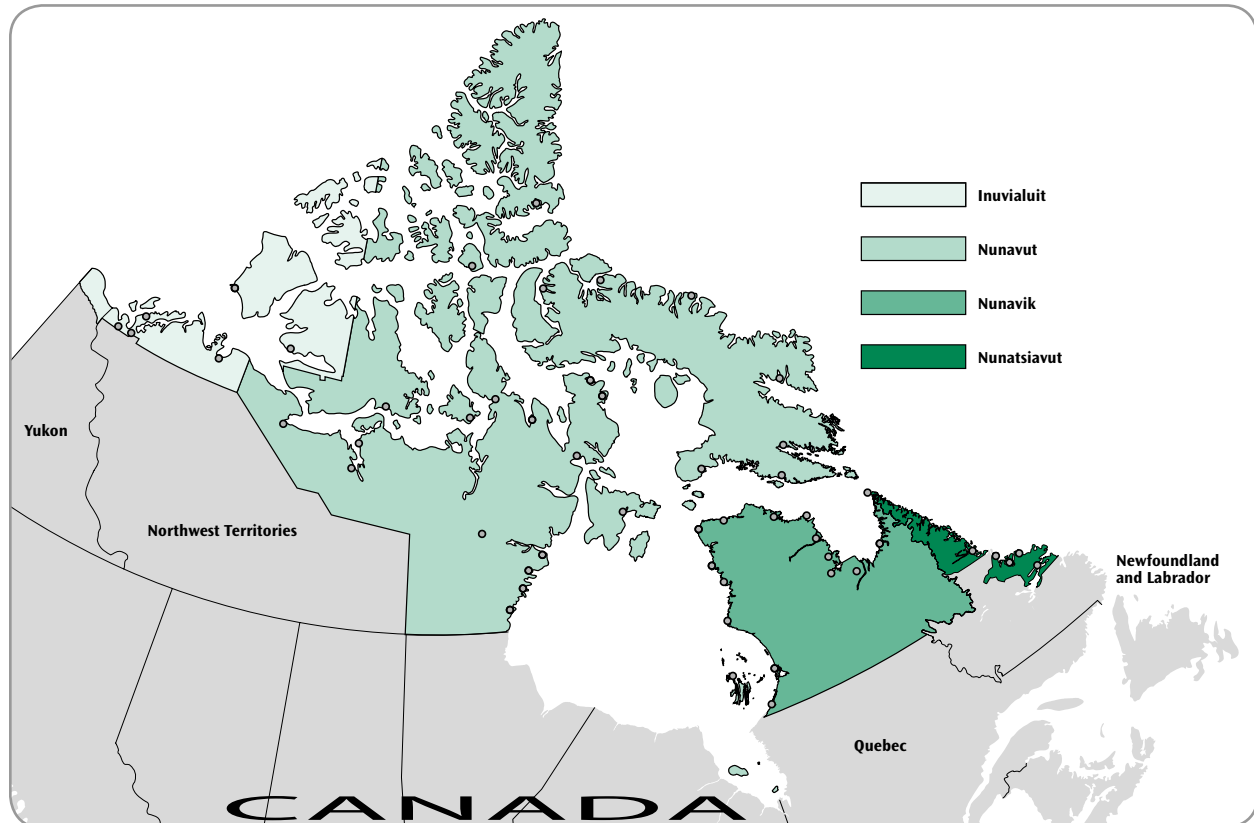 Inuvialuit
Nunavut
Nunavik
Nunatsiavut
Yukon
Northwest Territories
Newfoundland
and Labrador
Quebec
CANADA